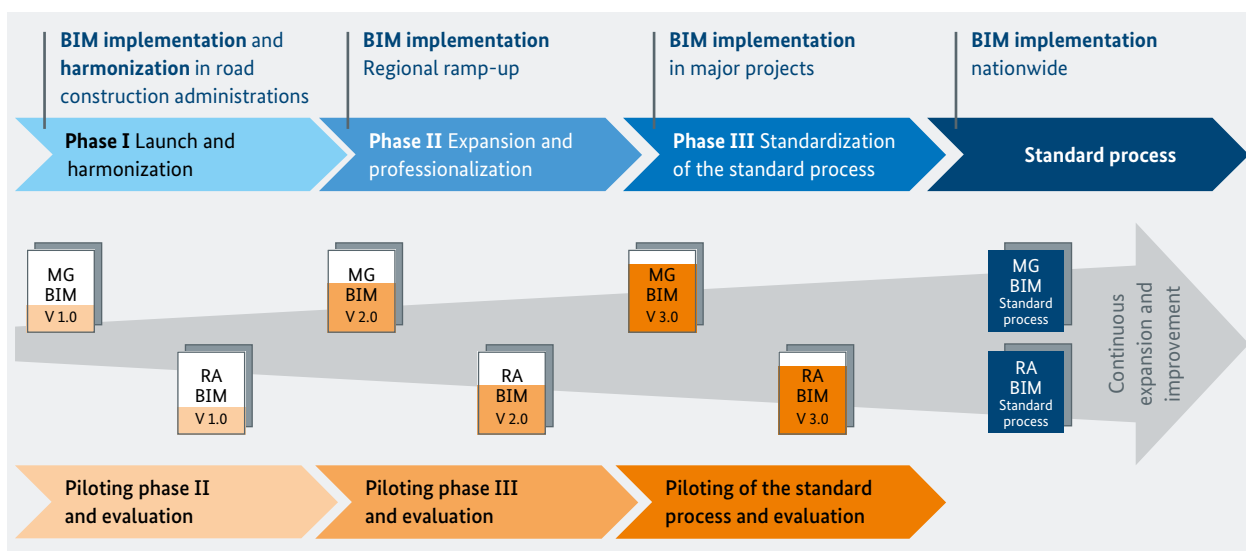 BIM implementation and
harmonization in road
construction administrations
BIM implementation
Regional ramp-up
BIM implementation
in major projects
BIM implementation
nationwide
Phase I Launch and
harmonization
Phase II Expansion and
professionalization
Phase III Standardization
of the standard process
Standard process
MG
BIM
V 1.0
MG
BIM
V 2.0
MG
BIM
V 3.0
MG
BIM
Standard
process
RA
BIM
V 1.0
RA
BIM
V 2.0
RA
BIM
V 3.0
RA
BIM
Standard
process
Continuous
expansion and
improvement
Piloting phase II
and evaluation
Piloting phase III
and evaluation
Piloting of the standard
process and evaluation